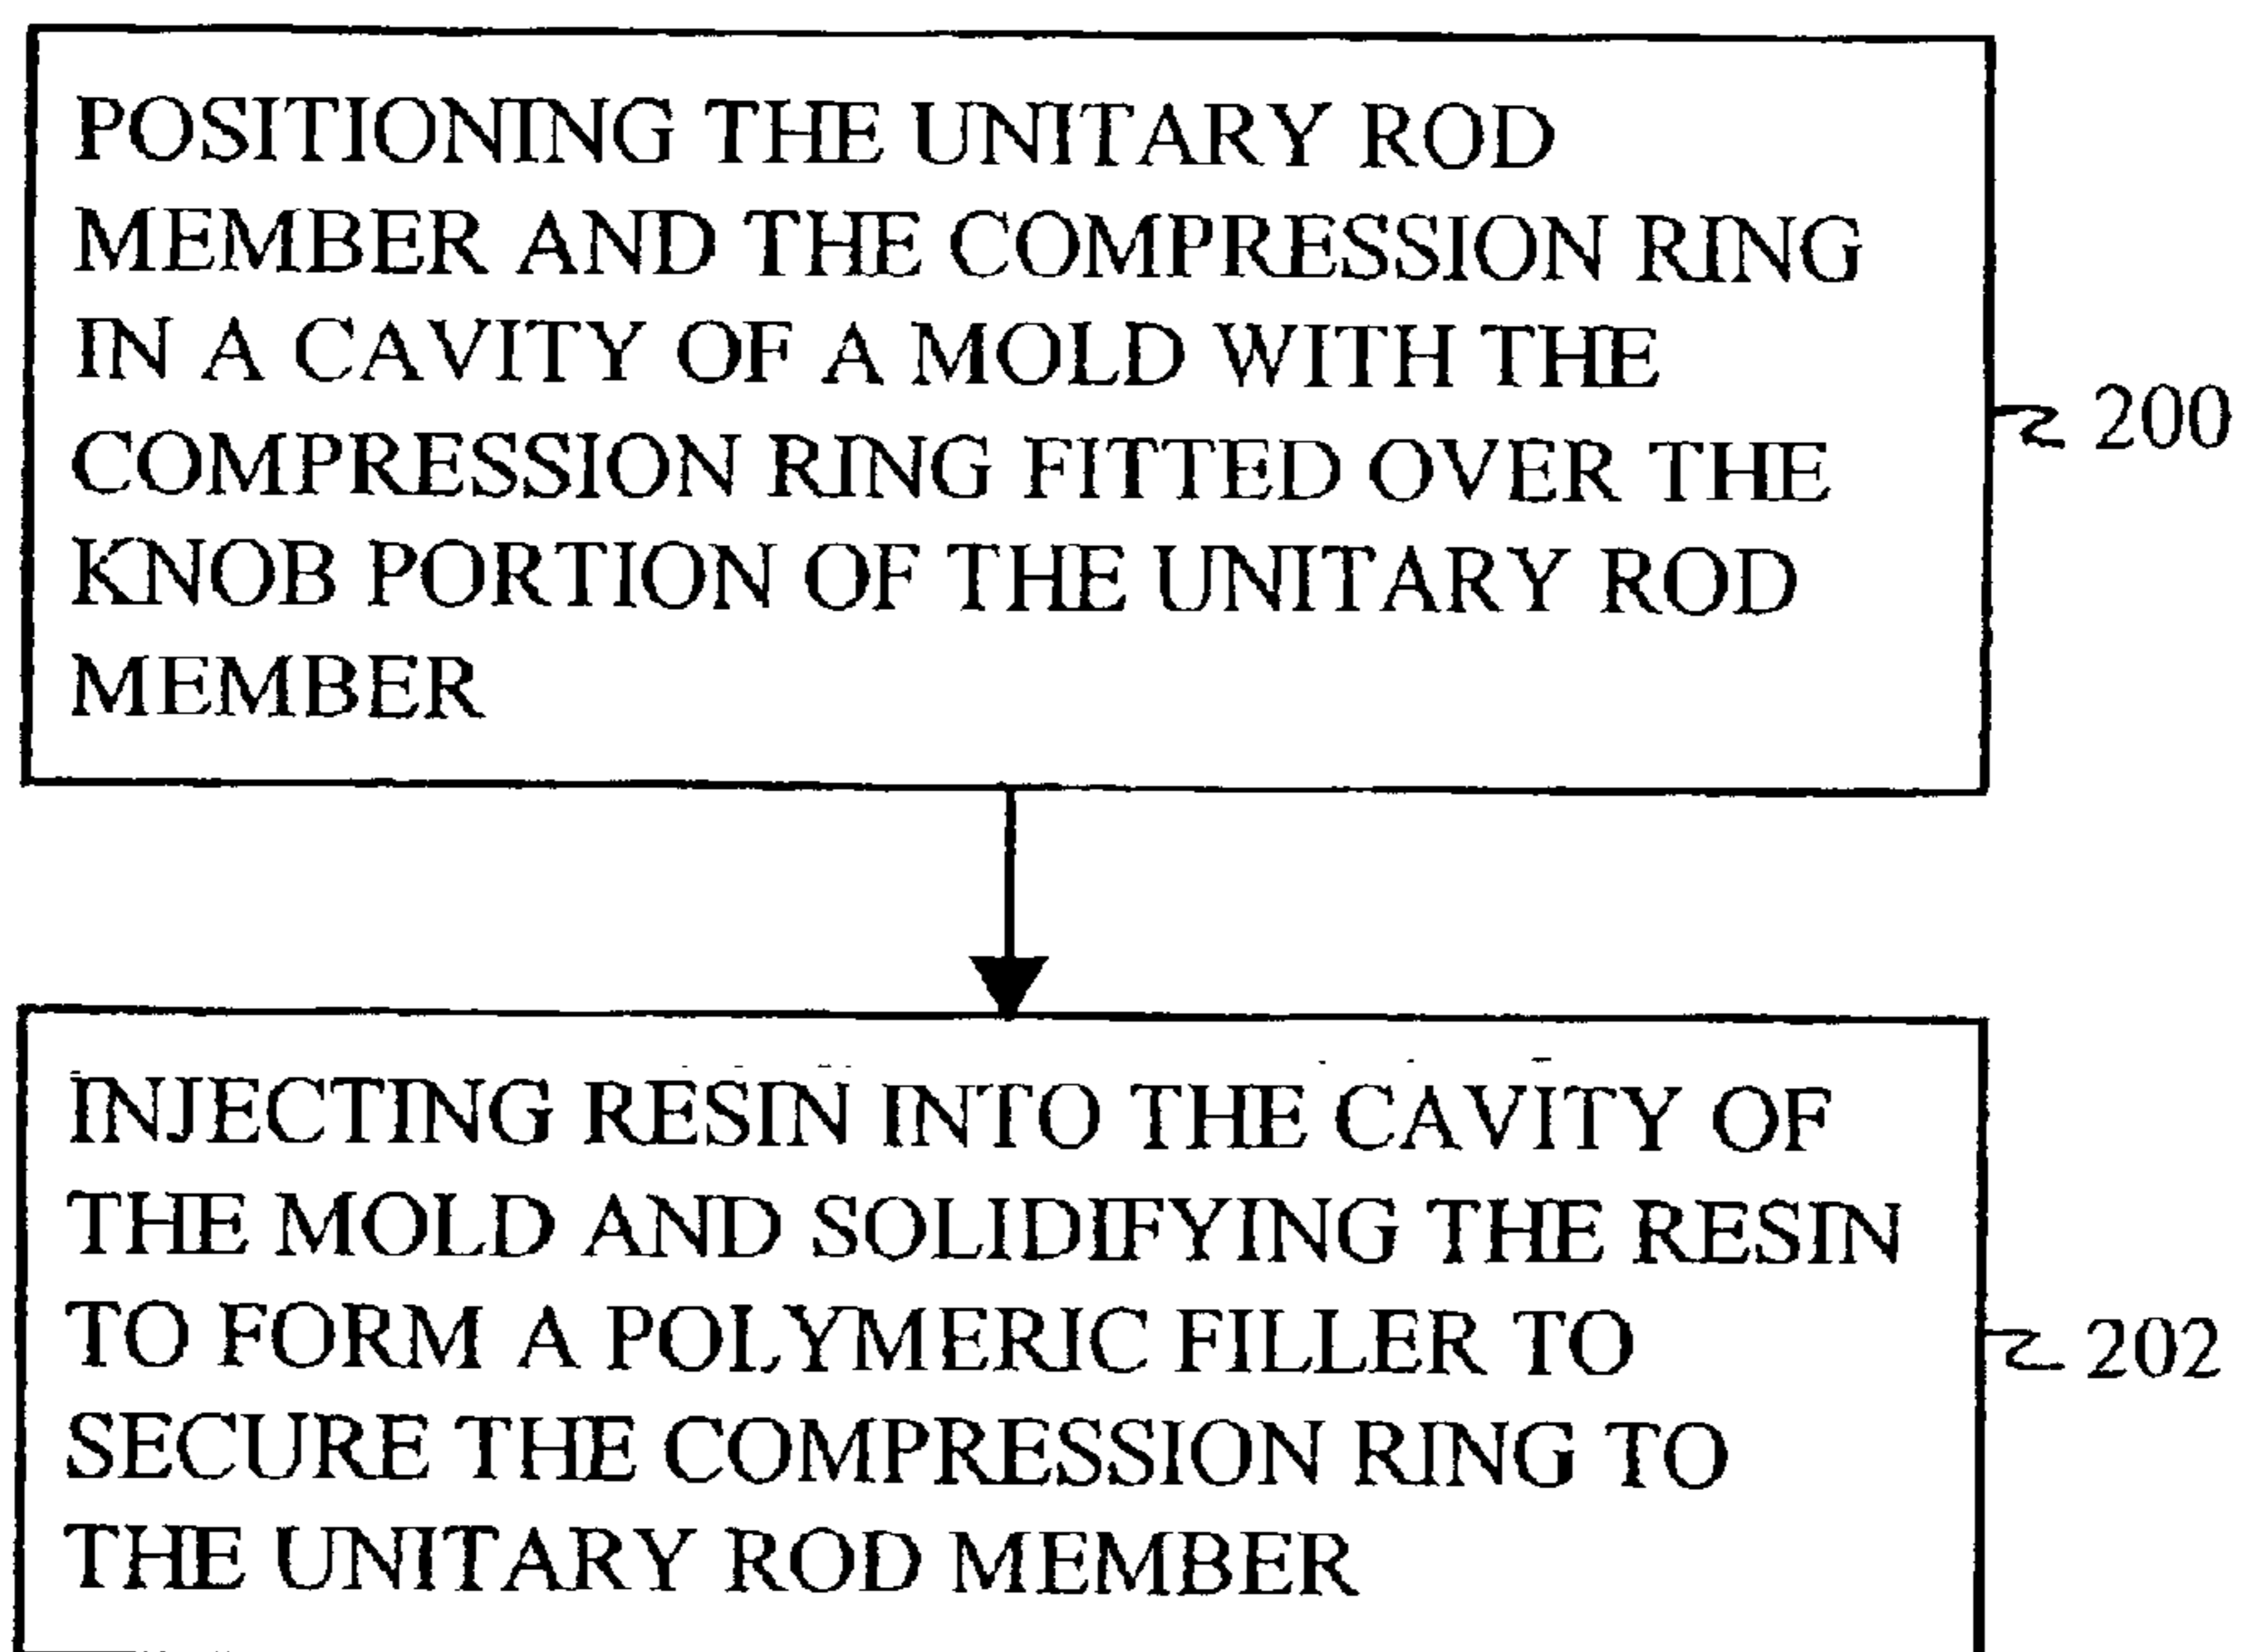 POSITIONING THE UNITARY ROD
MEMBER AND THE COMPRESSION RING
IN A CAVITY OF A MOLD WITH THE
COMPRESSION RING FITTED OVER THE
KNOB PORTION OF THE UNITARY ROD
MEMBER
200
INJECTING RESIN INTO THE CAVITY OF
THE MOLD AND SOLIDIFYING THE RESIN
TO FORM A POLYMERIC FILLER TO
SECURE THE COMPRESSION RING TO
THE UNITARY ROD MEMBER
202